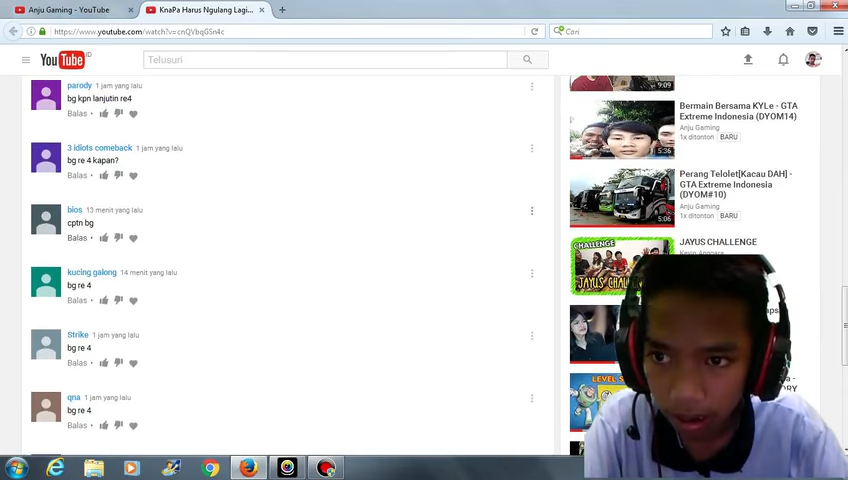 Anju Gaming - YouTube
KnaPa Harus Ngulang Lagi...
https://www.youtube.com/watch?v=cnQVbqGSn4c
Cari
YouTube ID
Telusuri
parody 1 jam yang lalu
bg kpn lanjutin re4
Balas
3 idiots comeback 1 jam yang lalu
bg re 4 kapan?
Balas
bios 13 menit yang lalu
cptn bg
Balas
kucing galong 14 menit yang lalu
bg re 4
Balas
Strike 1 jam yang lalu
bg re 4
Balas
qna 1 jam yang lalu
bg re 4
Balas
9:09
Bermain Bersama KYLe - GTA
Extreme Indonesia (DYOM14)
Anju Gaming
1x ditonton BARU
5:36
Perang Telolet[Kacau DAH] -
GTA Extreme Indonesia
(DYOM#10)
Anju Gaming
1x ditonton BARU
5:06
JAYUS CHALLENGE
CHALLENGE
JAYUS
LEVEL